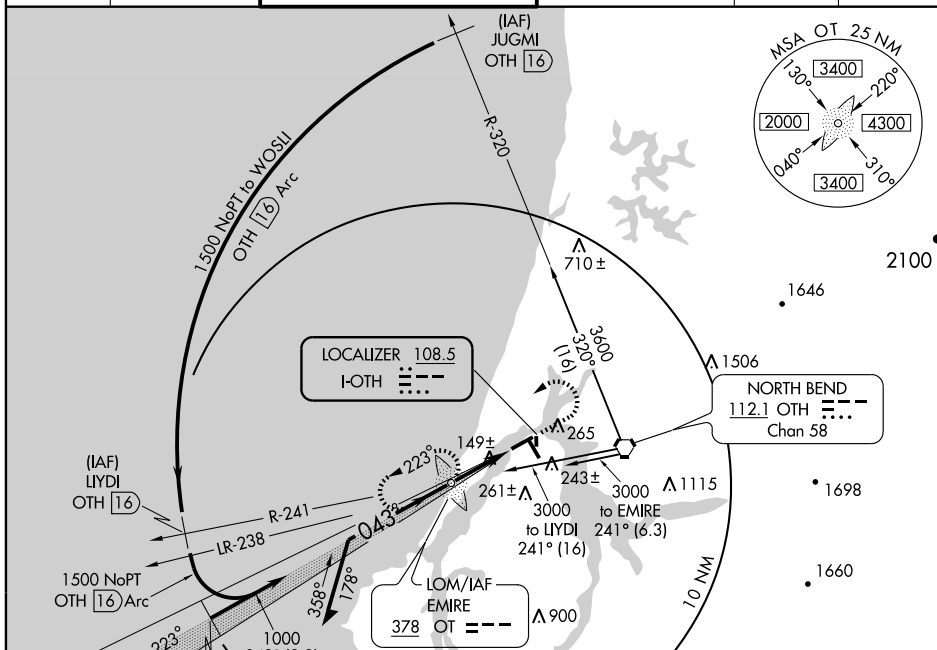 (IAF)
JUGMI
OTH 16
MSA OT 25 NM
130°
3400
220°
2000
4300
040°
310°
3400
R-320
1500 NoPT to WOSLI
OTH 16 Arc
710 ±
2100
1646
3600
320°
(16)
LOCALIZER 108.5
I-OTH
1506
NORTH BEND
112.1 OTH
Chan 58
265
149±
223°
243±
261±
1115
3000
to EMIRE
241° (6.3)
3000
to LIYDI
241° (16)
1698
(IAF)
LIYDI
OTH 16
R-241
043°
LR-238
1500 NoPT
OTH 16 Arc
358°
178°
LOM/IAF
EMIRE
378 OT
900
10 NM
1660
1000
223°